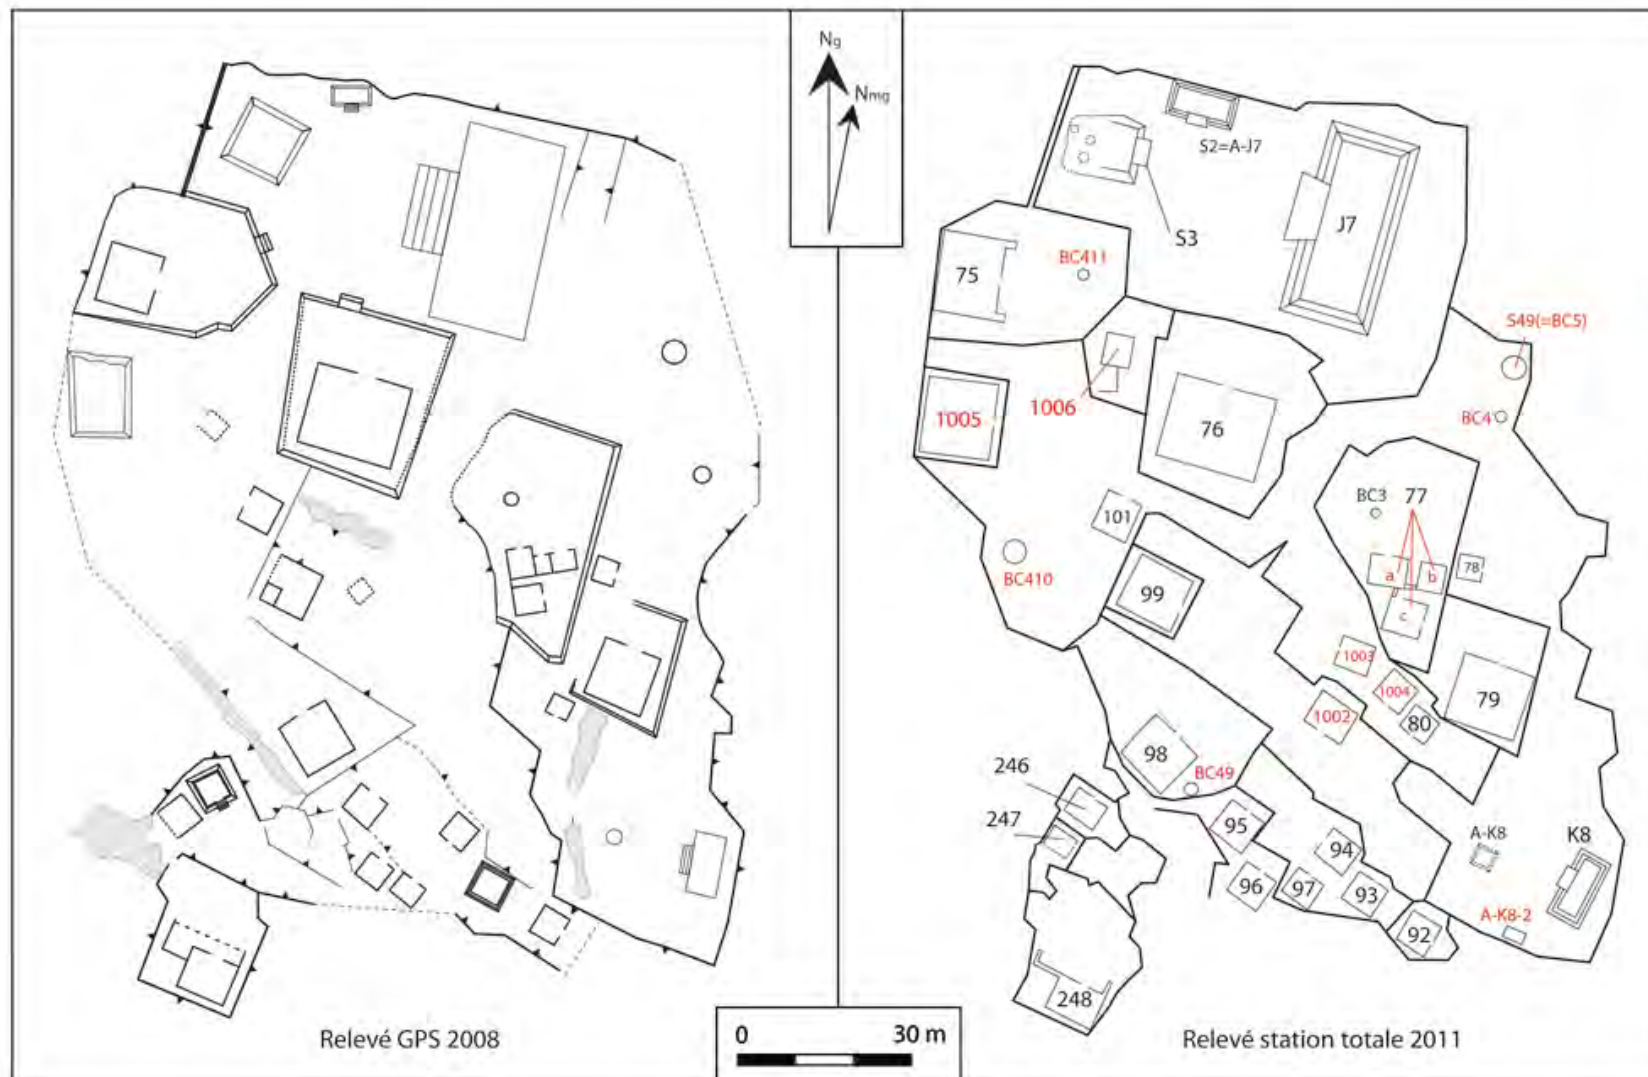 Ng
Nmg
S2=A-J7
S3
J7
75
BC411
S49(=BC5)
1006
1005
76
BC4
BC3
77
101
BC410
a
b
78
99
c
1003
1004
79
1002
80
98
246
BC49
247
95
94
A-K8
K8
96
97
93
A-K8-2
92
248
0
30 m
Relevé GPS 2008
Relevé station totale 2011